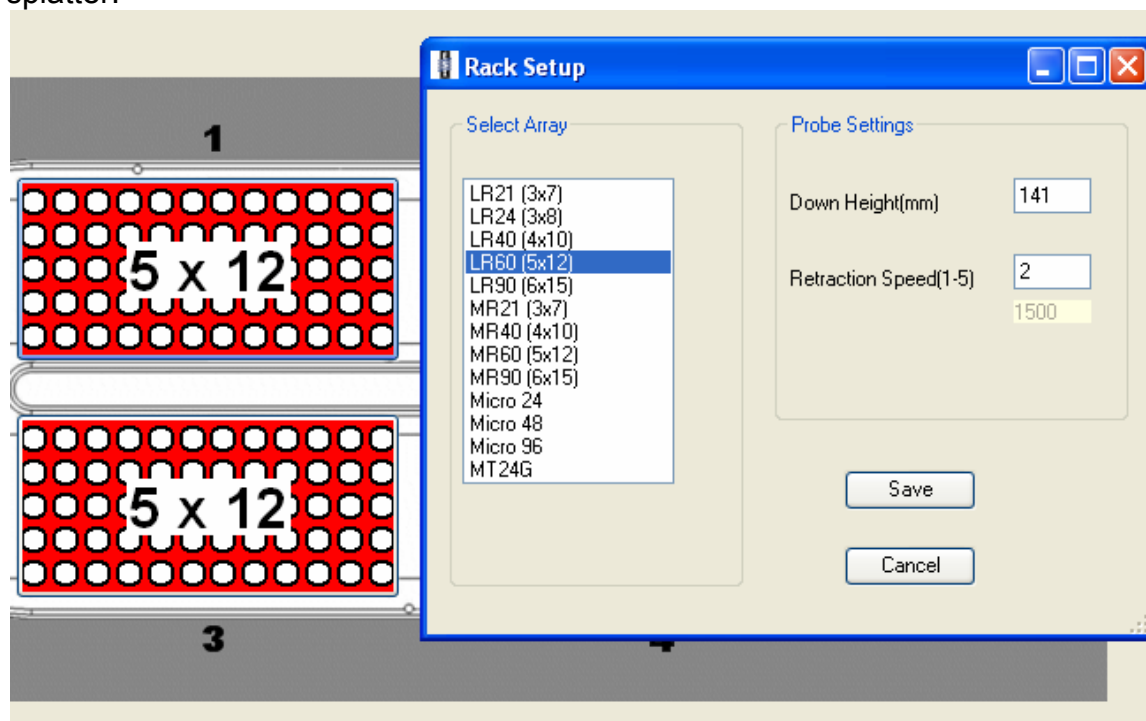 1
5 x 12
5 x 12
3
Rack Setup
Select Array
LR21 (3x7)
LR24 (3x8)
LR40 (4x10)
LR60 (5x12)
LR90 (6x15)
MR21 (3x7)
MR40 (4x10)
MR60 (5x12)
MR90 (6x15)
Micro 24
Micro 48
Micro 96
MT24G
Probe Settings
Down Height(mm) 141
Retraction Speed(1-5) 2
1500
Save
Cancel